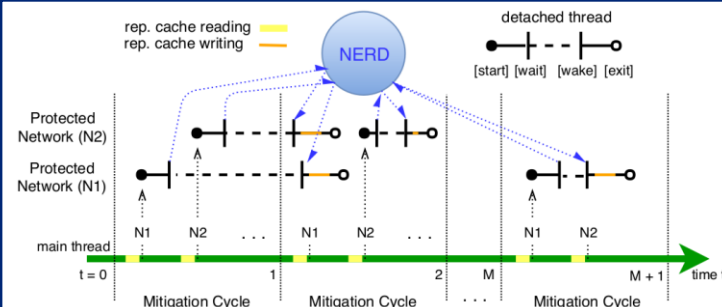 rep. cache reading
rep. cache writing
NERD
detached thread
[start] [wait] [wake] [exit]
Protected
Network (N2)
Protected
Network (N1)
N1 N2 . . . N1 N2 . . . N1 N2
main thread
t = 0 1 2 M M + 1 time t
Mitigation Cycle Mitigation Cycle . . . Mitigation Cycle